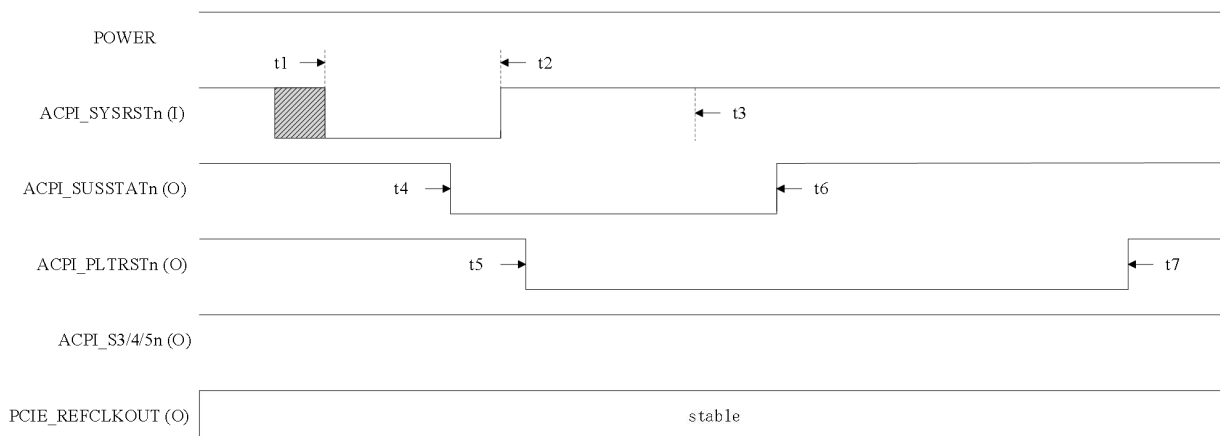 POWER
t1
t2
ACPI_SYSRSTn (I)
t3
ACPI_SUSSTATn (O)
t4
t6
ACPI_PLTRSTn (O)
t5
t7
ACPI_S3/4/5n (O)
PCIE_REFCLKOUT (O)
stable